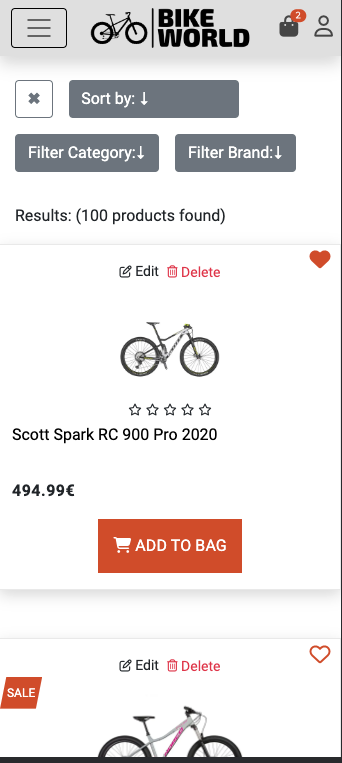 BIKE
WORLD
2
✖ Sort by: ↓
Filter Category:↓ Filter Brand:↓
Results: (100 products found)
Edit Delete
Scott Spark RC 900 Pro 2020
494.99€
ADD TO BAG
Edit Delete
SALE